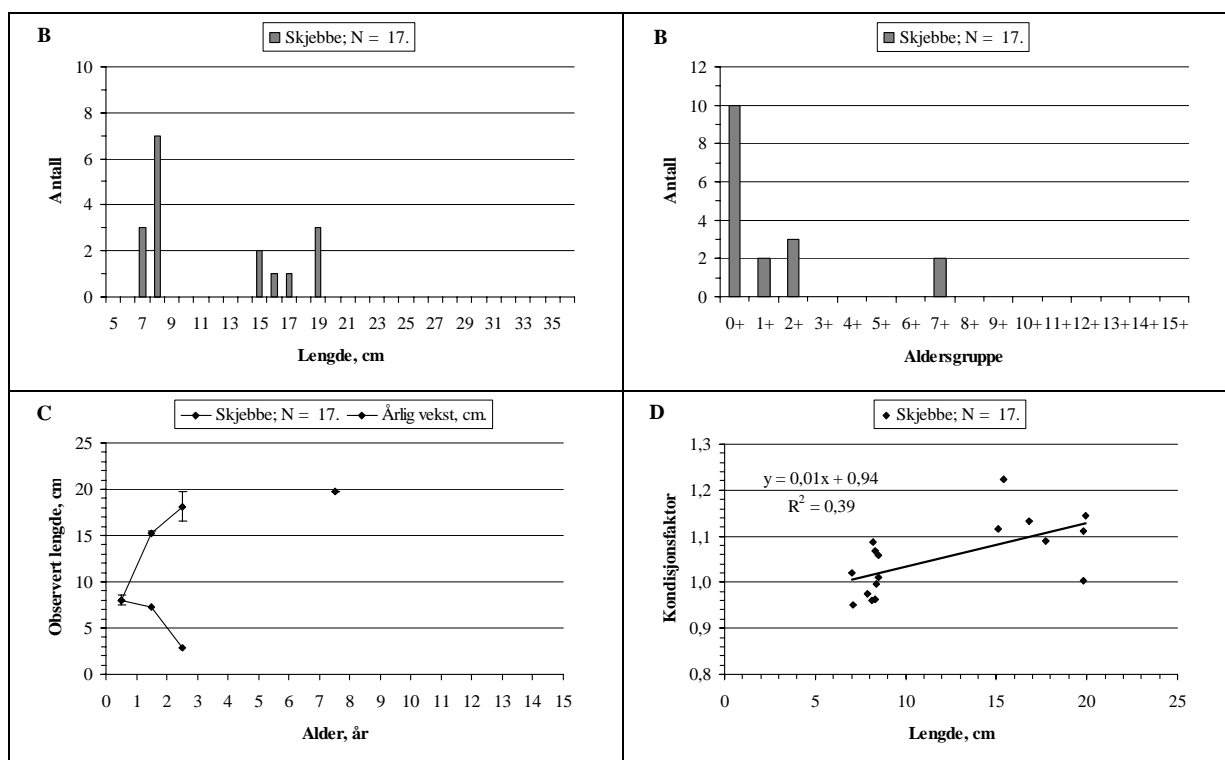 B
Skjebbe; N = 17.
10
8
6
4
2
0
Antall
5 7 9 11 13 15 17 19 21 23 25 27 29 31 33 35
Lengde, cm
B
Skjebbe; N = 17.
12
10
8
6
4
2
0
Antall
0+ 1+ 2+ 3+ 4+ 5+ 6+ 7+ 8+ 9+ 10+ 11+ 12+ 13+ 14+ 15+
Aldersgruppe
C
Skjebbe; N = 17. Årlig vekst, cm.
25
20
15
10
5
0
Observert lengde, cm
0 1 2 3 4 5 6 7 8 9 10 11 12 13 14 15
Alder, år
D
Skjebbe; N = 17.
1,3
1,2
1,1
1,0
0,9
0,8
Kondisjonsfaktor
y = 0,01x + 0,94
R² = 0,39
0 5 10 15 20 25
Lengde, cm